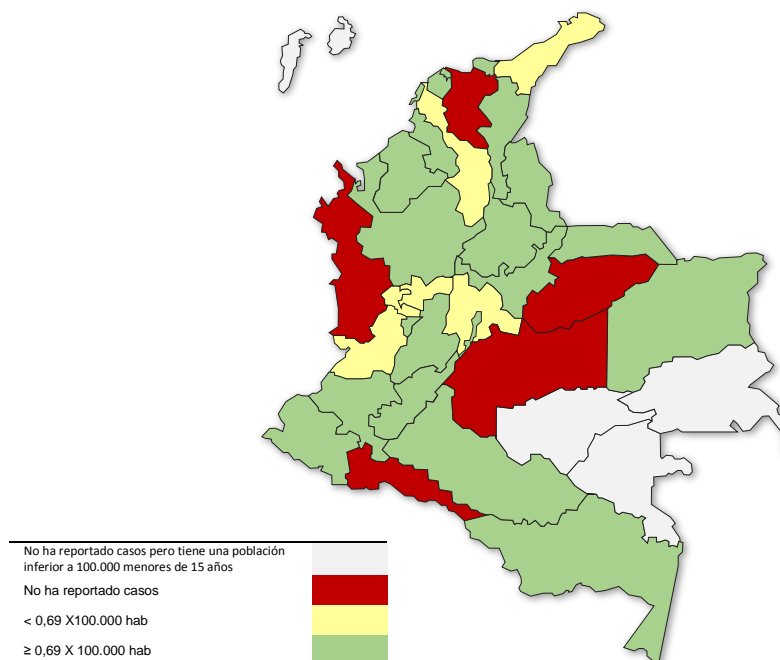 No ha reportado casos pero tiene una población
inferior a 100.000 menores de 15 años
No ha reportado casos
< 0,69 X100.000 hab
≥ 0,69 X 100.000 hab